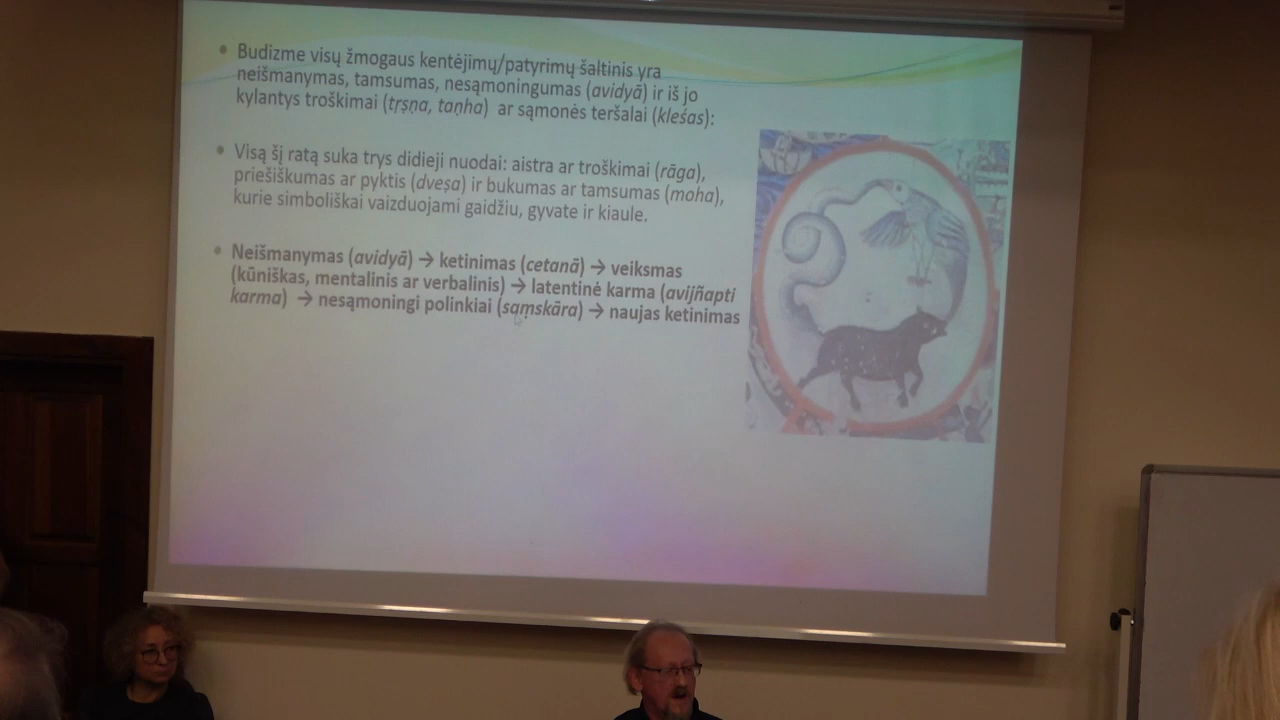 Budizme visų žmogaus kentėjimų/patyrimų šaltinis yra
neišmanymas, tamsumas, nesąmoningumas (avidyā) ir iš jo
kylantys troškimai (tṛṣṇa, taṇha) ar sąmonės teršalai (kleśas):
Visą šį ratą suka trys didieji nuodai: aistra ar troškimai (rāga),
priešiškumas ar pyktis (dveṣa) ir bukumas ar tamsumas (moha),
kurie simboliškai vaizduojami gaidžiu, gyvate ir kiaule.
Neišmanymas (avidyā) → ketinimas (cetanā) → veiksmas
(kūniškas, mentalinis ar verbalinis) → latentinė karma (avijñapti
karma) → nesąmoningi polinkiai (saṃskāra) → naujas ketinimas